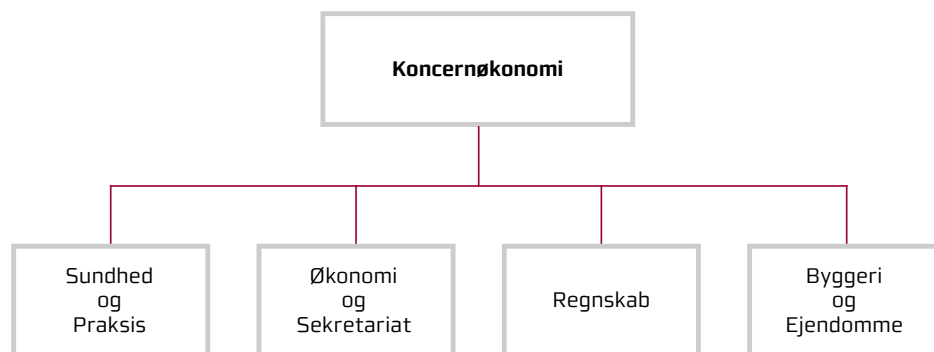 Koncernøkonomi
Sundhed
og
Praksis
Økonomi
og
Sekretariat
Regnskab
Byggeri
og
Ejendomme